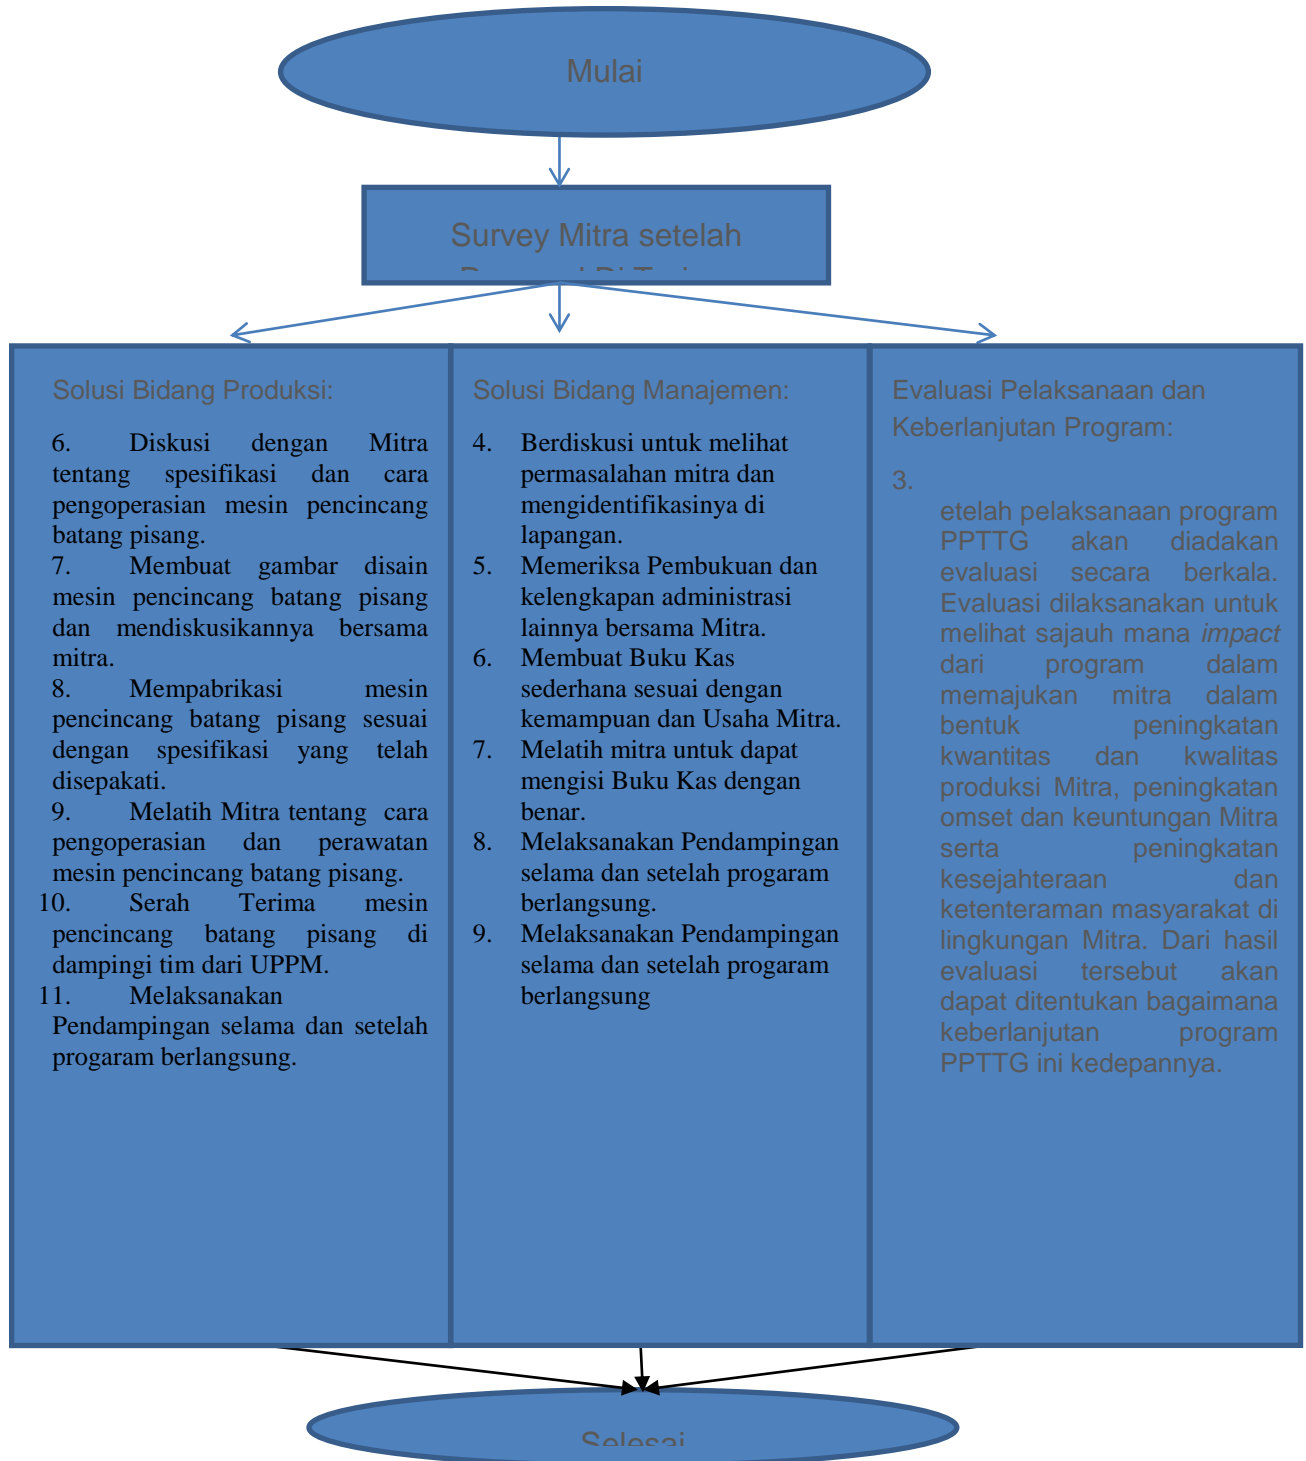 Mulai
Survey Mitra setelah
Solusi Bidang Produksi:
6. Diskusi dengan Mitra
tentang spesifikasi dan cara
pengoperasian mesin pencincang
batang pisang.
7. Membuat gambar disain
mesin pencincang batang pisang
dan mendiskusikannya bersama
mitra.
8. Mempabrikasi mesin
pencincang batang pisang sesuai
dengan spesifikasi yang telah
disepakati.
9. Melatih Mitra tentang cara
pengoperasian dan perawatan
mesin pencincang batang pisang.
10. Serah Terima mesin
pencincang batang pisang di
dampingi tim dari UPPM.
11. Melaksanakan
Pendampingan selama dan setelah
progaram berlangsung.
Solusi Bidang Manajemen:
4. Berdiskusi untuk melihat
permasalahan mitra dan
mengidentifikasinya di
lapangan.
5. Memeriksa Pembukuan dan
kelengkapan administrasi
lainnya bersama Mitra.
6. Membuat Buku Kas
sederhana sesuai dengan
kemampuan dan Usaha Mitra.
7. Melatih mitra untuk dapat
mengisi Buku Kas dengan
benar.
8. Melaksanakan Pendampingan
selama dan setelah progaram
berlangsung.
9. Melaksanakan Pendampingan
selama dan setelah progaram
berlangsung
Evaluasi Pelaksanaan dan
Keberlanjutan Program:
3.
etelah pelaksanaan program
PPTTG akan diadakan
evaluasi secara berkala.
Evaluasi dilaksanakan untuk
melihat sajauh mana impact
dari program dalam
memajukan mitra dalam
bentuk peningkatan
kwantitas dan kwalitas
produksi Mitra, peningkatan
omset dan keuntungan Mitra
serta peningkatan
kesejahteraan dan
ketenteraman masyarakat di
lingkungan Mitra. Dari hasil
evaluasi tersebut akan
dapat ditentukan bagaimana
keberlanjutan program
PPTTG ini kedepannya.
Selesai